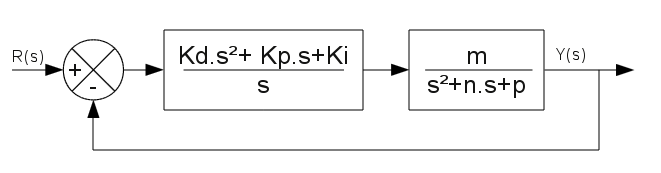 R(s)
+
-
Kd.s²+ Kp.s+Ki
s
m
s²+n.s+p
Y(s)